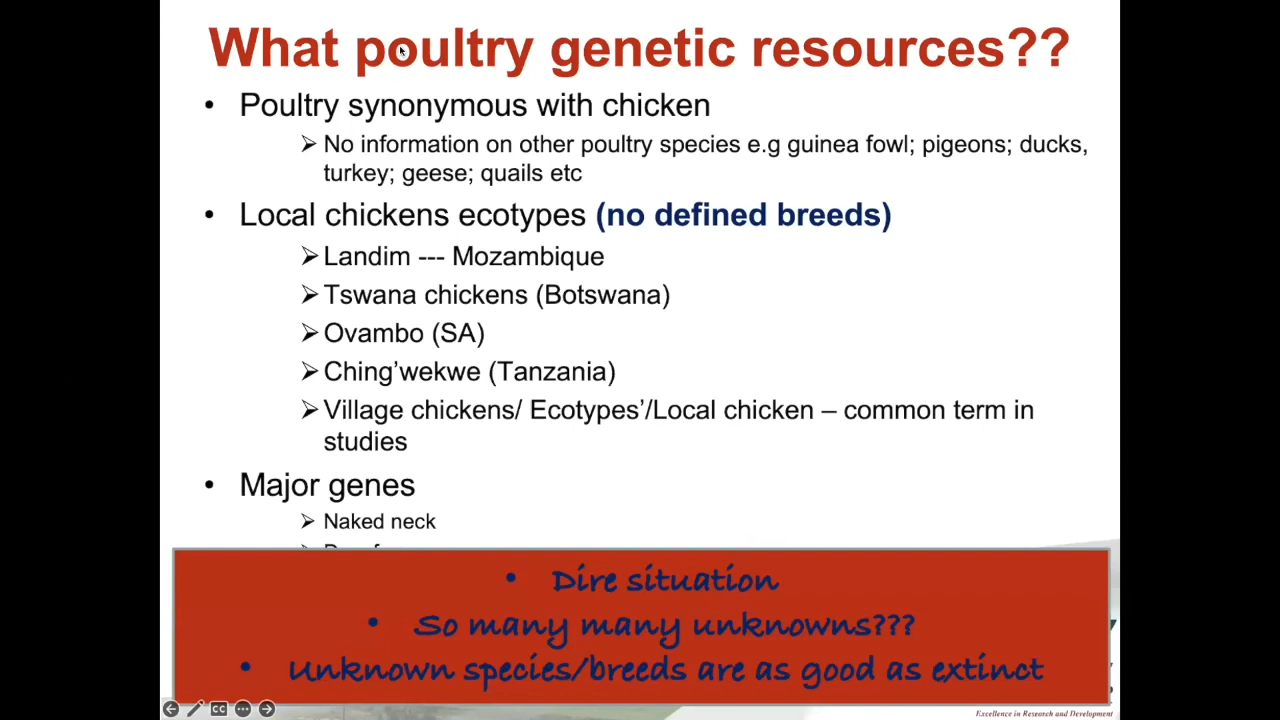 What poultry genetic resources??
• Poultry synonymous with chicken
➢ No information on other poultry species e.g guinea fowl; pigeons; ducks,
turkey; geese; quails etc
• Local chickens ecotypes (no defined breeds)
➢ Landim --- Mozambique
➢ Tswana chickens (Botswana)
➢ Ovambo (SA)
➢ Ching’wekwe (Tanzania)
➢ Village chickens/ Ecotypes’/Local chicken – common term in
studies
• Major genes
➢ Naked neck
• Dire situation
• So many many unknowns???
• Unknown species/breeds are as good as extinct
CC
Excellence in Research and Development